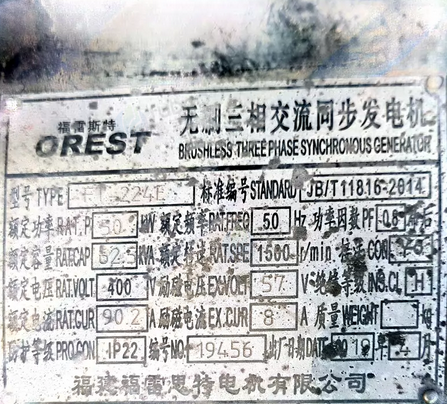 福雷斯特
OREST
无刷三相交流同步发电机
BRUSHLESS THREE PHASE SYNCHRONOUS GENERATOR
型号TYPE 224F 标准编号STANDARD JB/T11816-2014
额定功率RAT.P 50 KW 额定频率RAT.FREQ 50 Hz 功率因数PF 0.8
额定容量RAT.CAP 62.5 KVA 额定转速RAT.SPE 1500 r/min
额定电压RAT.VOLT 400 V 励磁电压EX.VOLT 57 V 绝缘等级INS.CL H
额定电流RAT.CUR 90.2 A 励磁电流EX.CUR 8 A 质量WEIGHT kg
防护等级PRO.CON IP22 编号NO. 19456 出厂日期DATE 年4月
福建福雷思特电机有限公司